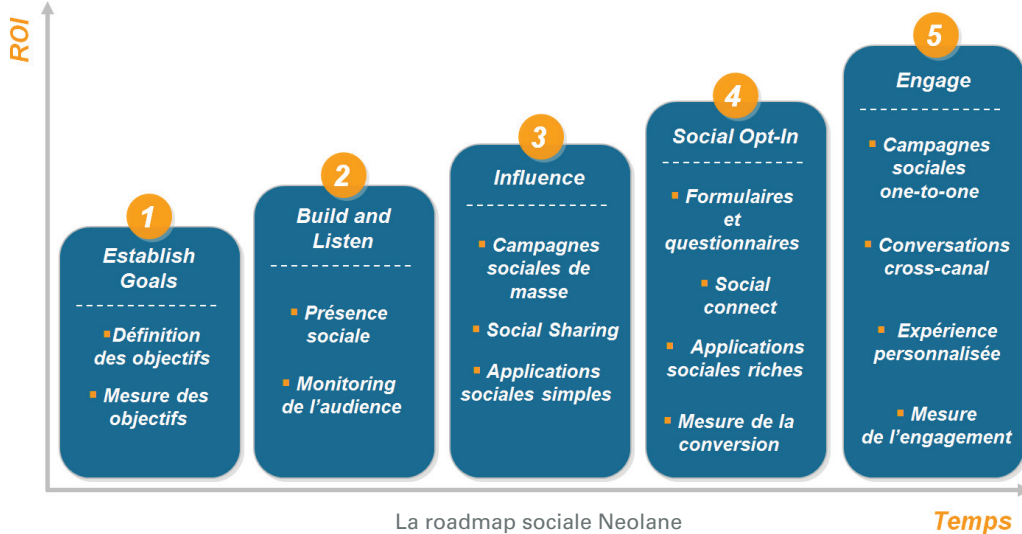 ROI
1
Establish
Goals
Définition
des objectifs
Mesure des
objectifs
2
Build and
Listen
Présence
sociale
Monitoring
de l'audience
3
Influence
Campagnes
sociales de
masse
Social Sharing
Applications
sociales simples
4
Social Opt-In
Formulaires
et
questionnaires
Social
connect
Applications
sociales riches
Mesure de la
conversion
5
Engage
Campagnes
sociales
one-to-one
Conversations
cross-canal
Expérience
personnalisée
Mesure
de l'engagement
La roadmap sociale Neolane
Temps